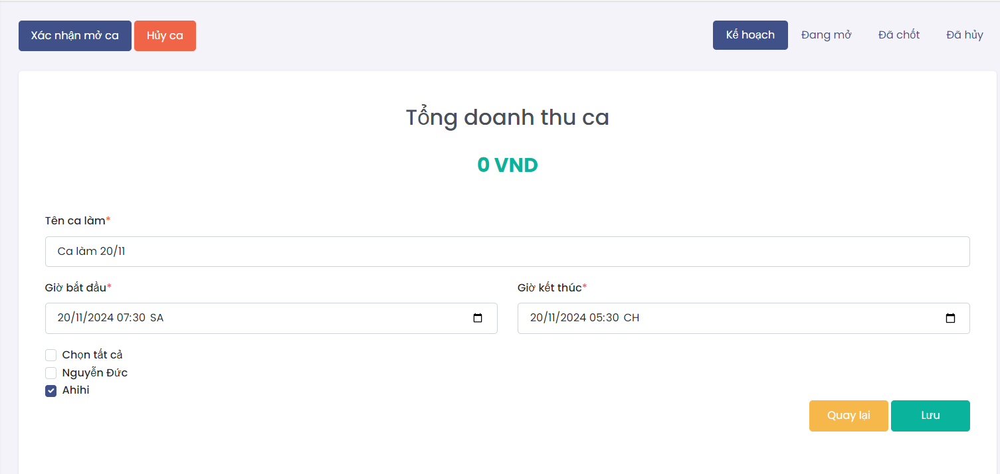 Xác nhận mở ca Hủy ca Kế hoạch Đang mở Đã chốt Đã hủy
Tổng doanh thu ca
0 VND
Tên ca làm*
Ca làm 20/11
Giờ bắt đầu* Giờ kết thúc*
20/11/2024 07:30 SA 20/11/2024 05:30 CH
Chọn tất cả
Nguyễn Đức
Ahihi
Quay lại Lưu